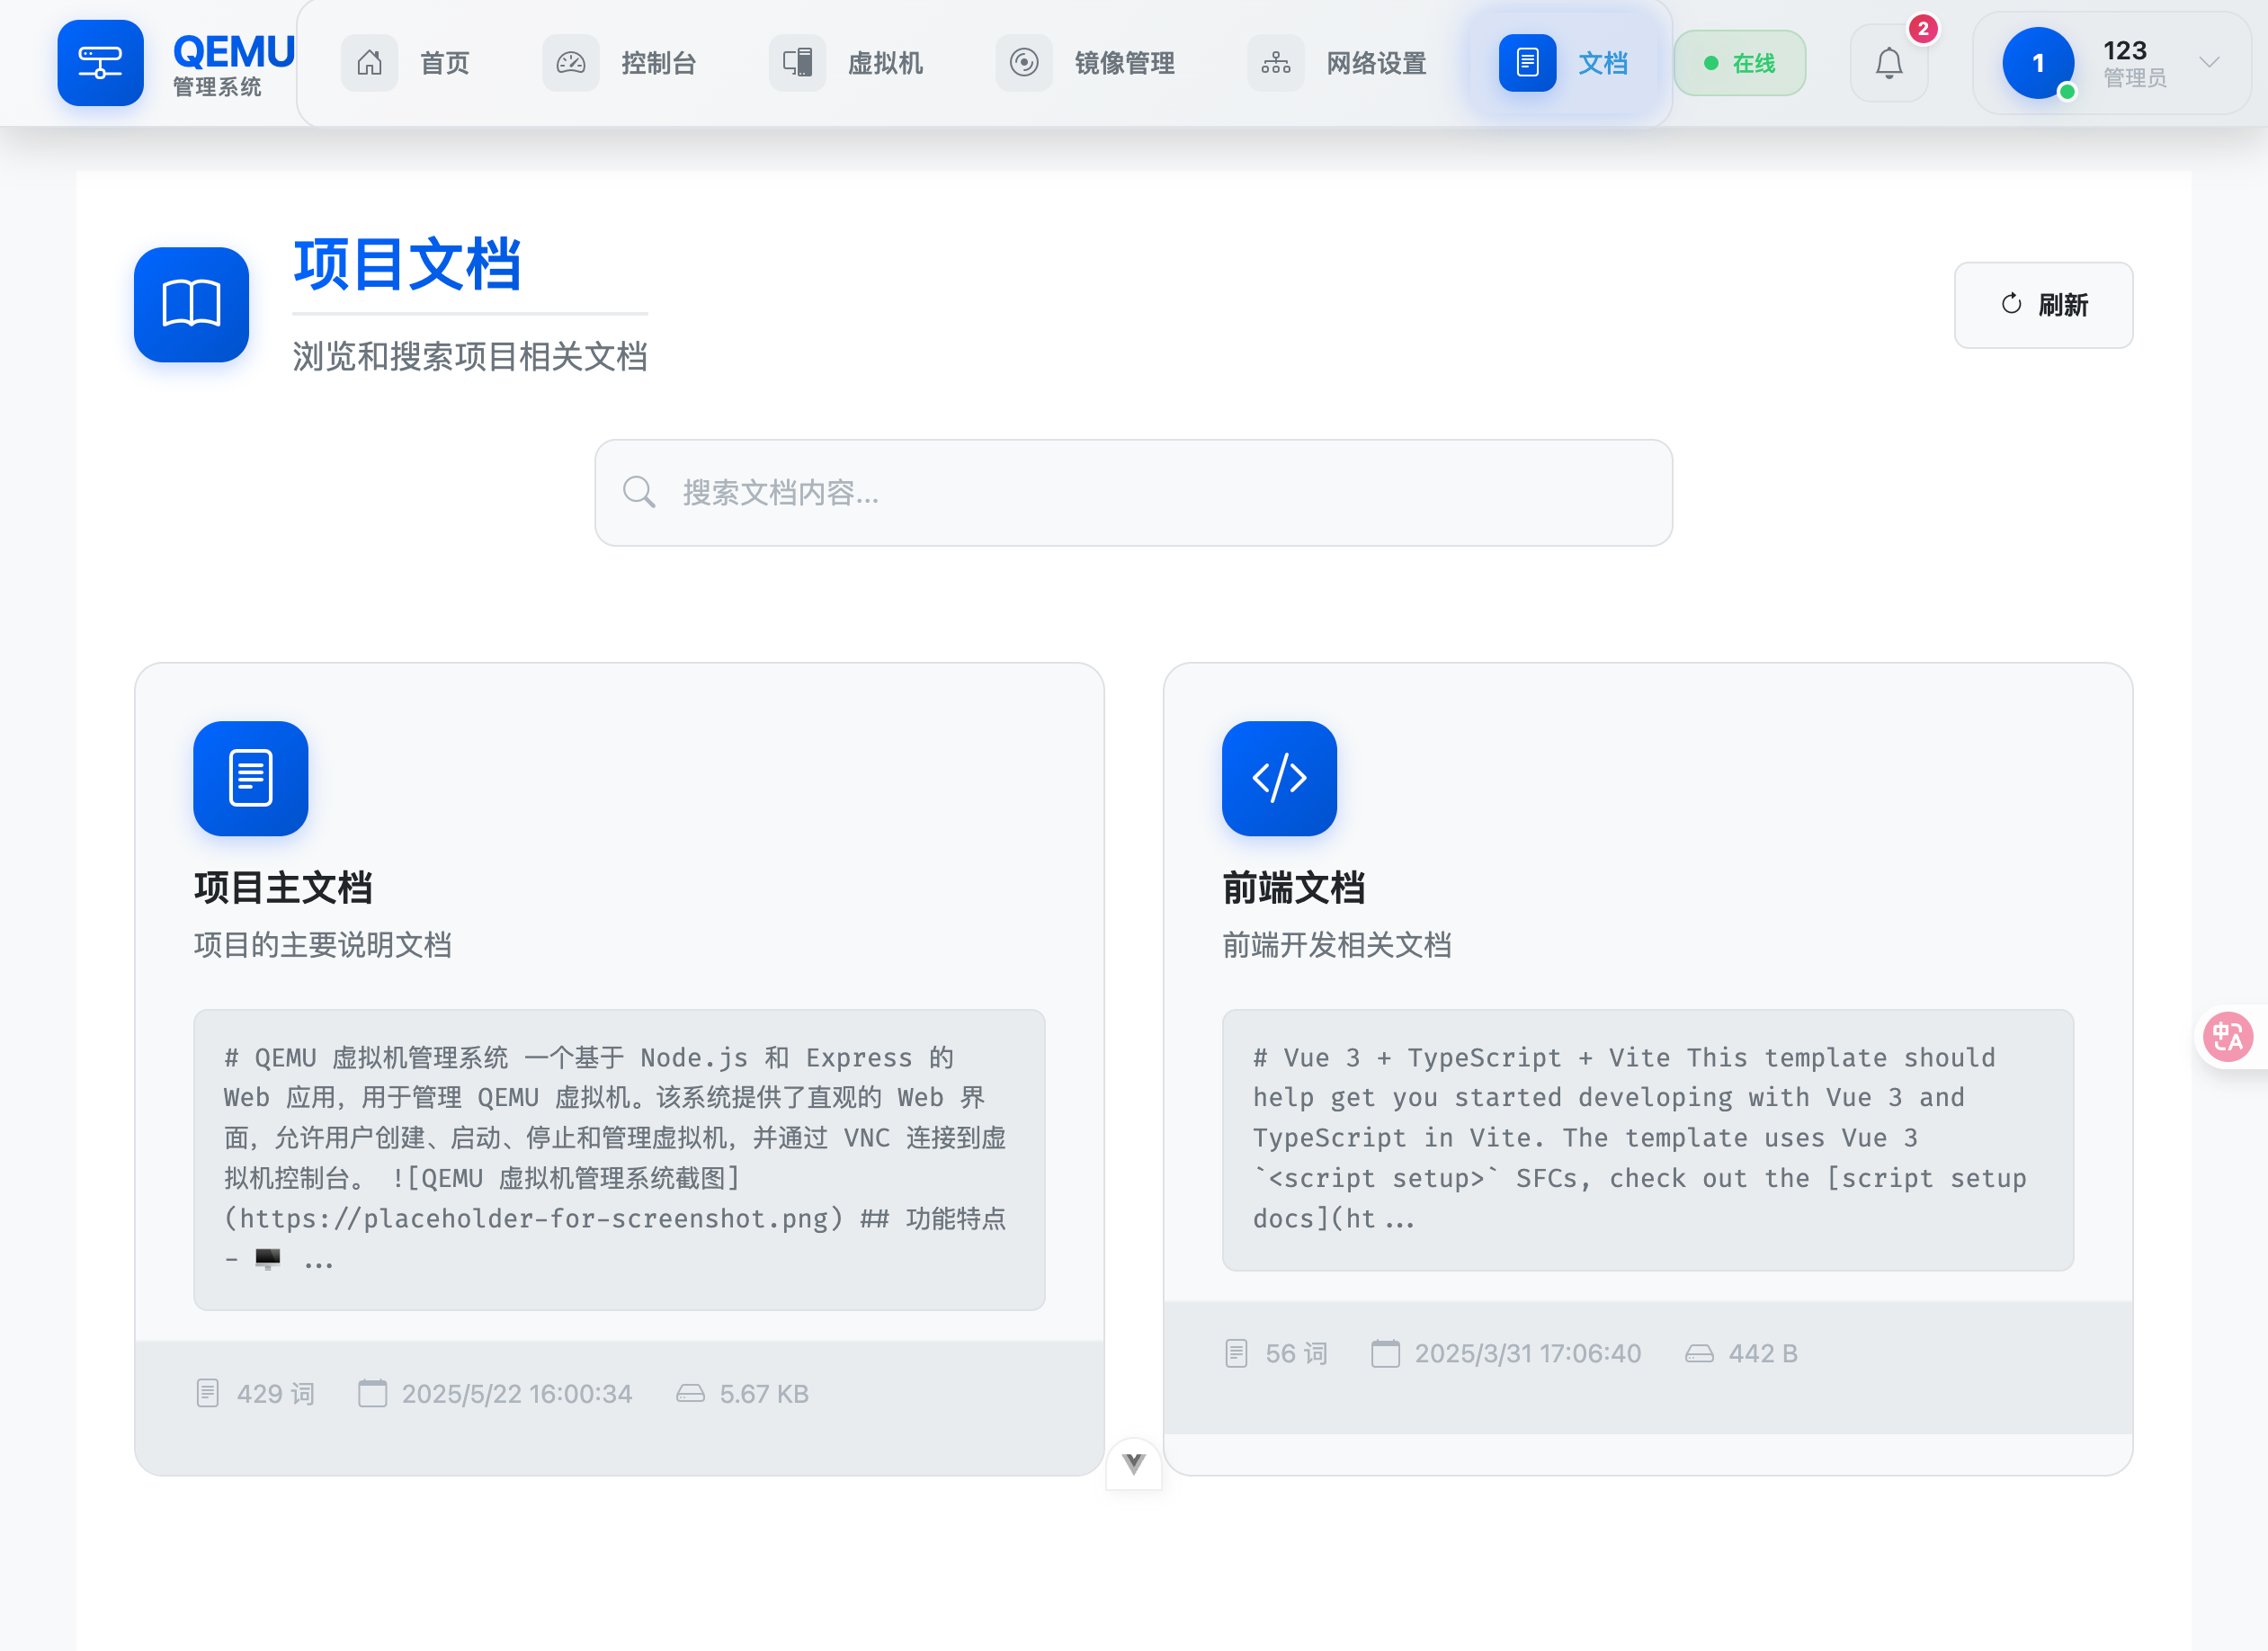 QEMU
管理系统
首页
控制台
虚拟机
镜像管理
网络设置
文档
在线
2
1
123
管理员
项目文档
浏览和搜索项目相关文档
刷新
搜索文档内容...
项目主文档
项目的主要说明文档
# QEMU 虚拟机管理系统 一个基于 Node.js 和 Express 的
Web 应用，用于管理 QEMU 虚拟机。该系统提供了直观的 Web 界
面，允许用户创建、启动、停止和管理虚拟机，并通过 VNC 连接到虚
拟机控制台。 ![QEMU 虚拟机管理系统截图]
(https://placeholder-for-screenshot.png) ## 功能特点
- 🖥️ ...
429 词
2025/5/22 16:00:34
5.67 KB
前端文档
前端开发相关文档
# Vue 3 + TypeScript + Vite This template should
help get you started developing with Vue 3 and
TypeScript in Vite. The template uses Vue 3
`<script setup>` SFCs, check out the [script setup
docs](ht...
56 词
2025/3/31 17:06:40
442 B
中A